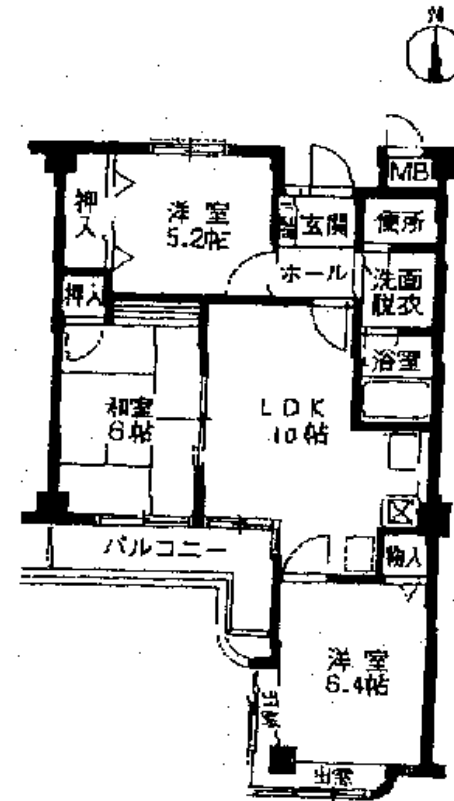 N
MB
押入
洋室
5.2帖
玄関
便所
ホール
洗面
脱衣
押入
浴室
和室
6帖
LDK
10帖
バルコニー
物入
洋室
6.4帖
出窓